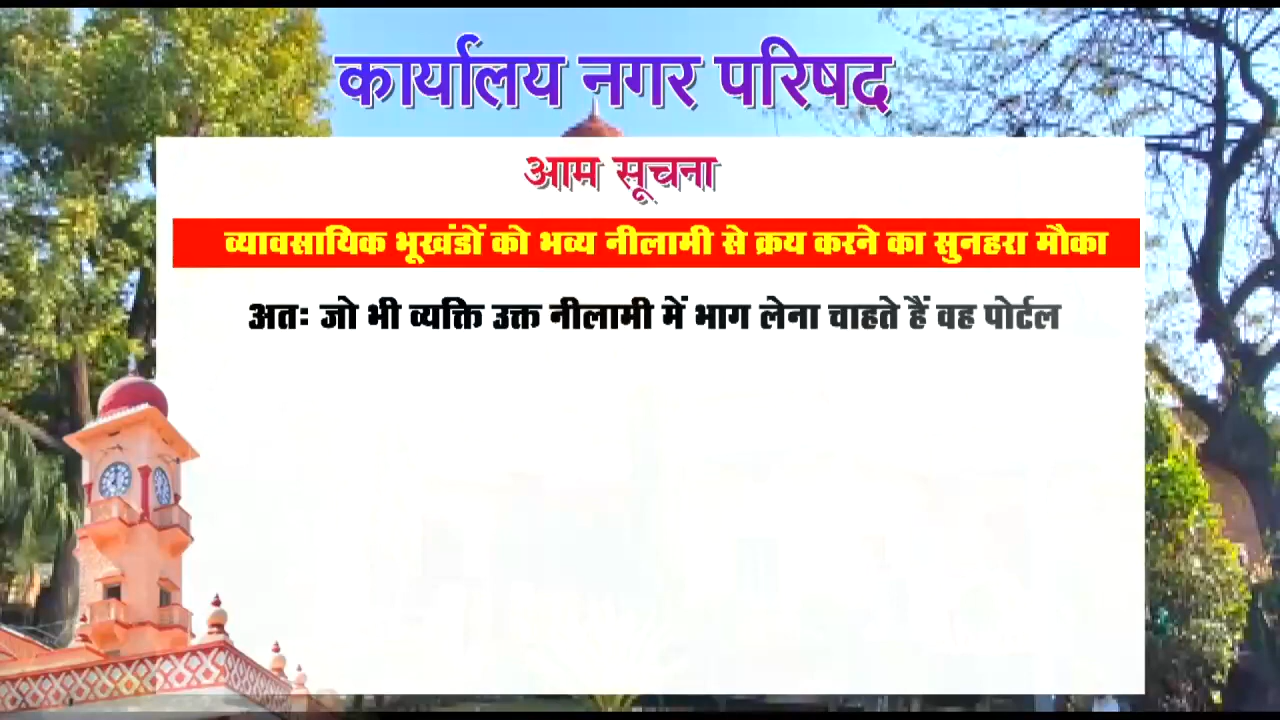 कार्यालय नगर परिषद
आम सूचना
व्यावसायिक भूखंडों को भव्य नीलामी से क्रय करने का सुनहरा मौका
अतः जो भी व्यक्ति उक्त नीलामी में भाग लेना चाहते हैं वह पोर्टल